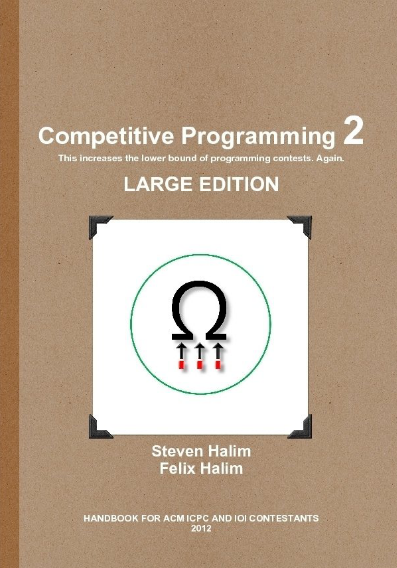 Competitive Programming 2
This increases the lower bound of programming contests. Again.
LARGE EDITION
Ω
Steven Halim
Felix Halim
HANDBOOK FOR ACM ICPC AND IOI CONTESTANTS
2012